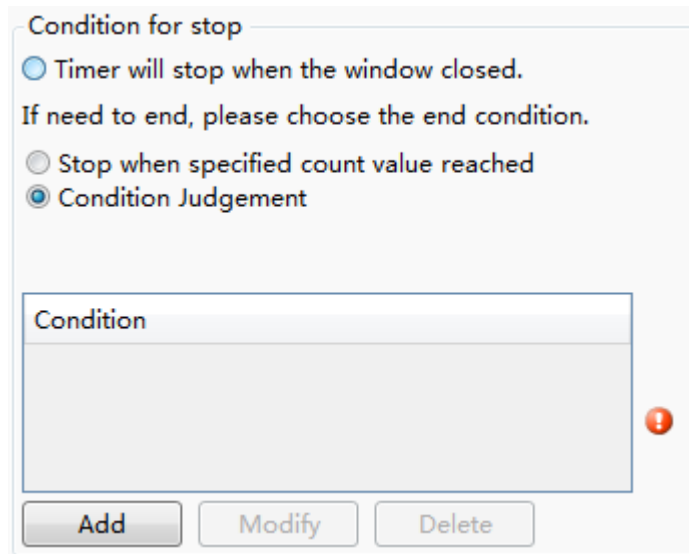 Condition for stop
Timer will stop when the window closed.
If need to end, please choose the end condition.
Stop when specified count value reached
Condition Judgement
Condition
Add Modify Delete